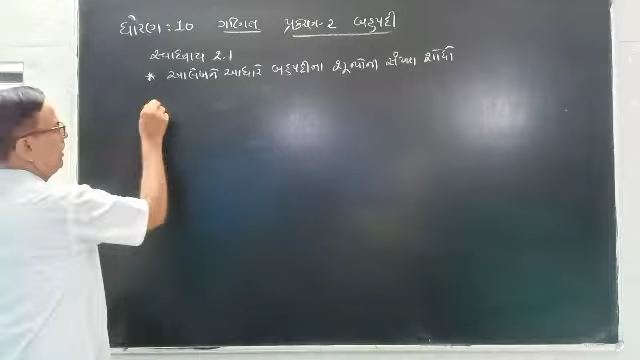 ધોરણ : 10 ગણિત પ્રકરણ-2 બહુપદી
સ્વાધ્યાય 2.1
* આલેખને આધારે બહુપદીના શૂન્યોની સંખ્યા શોધો